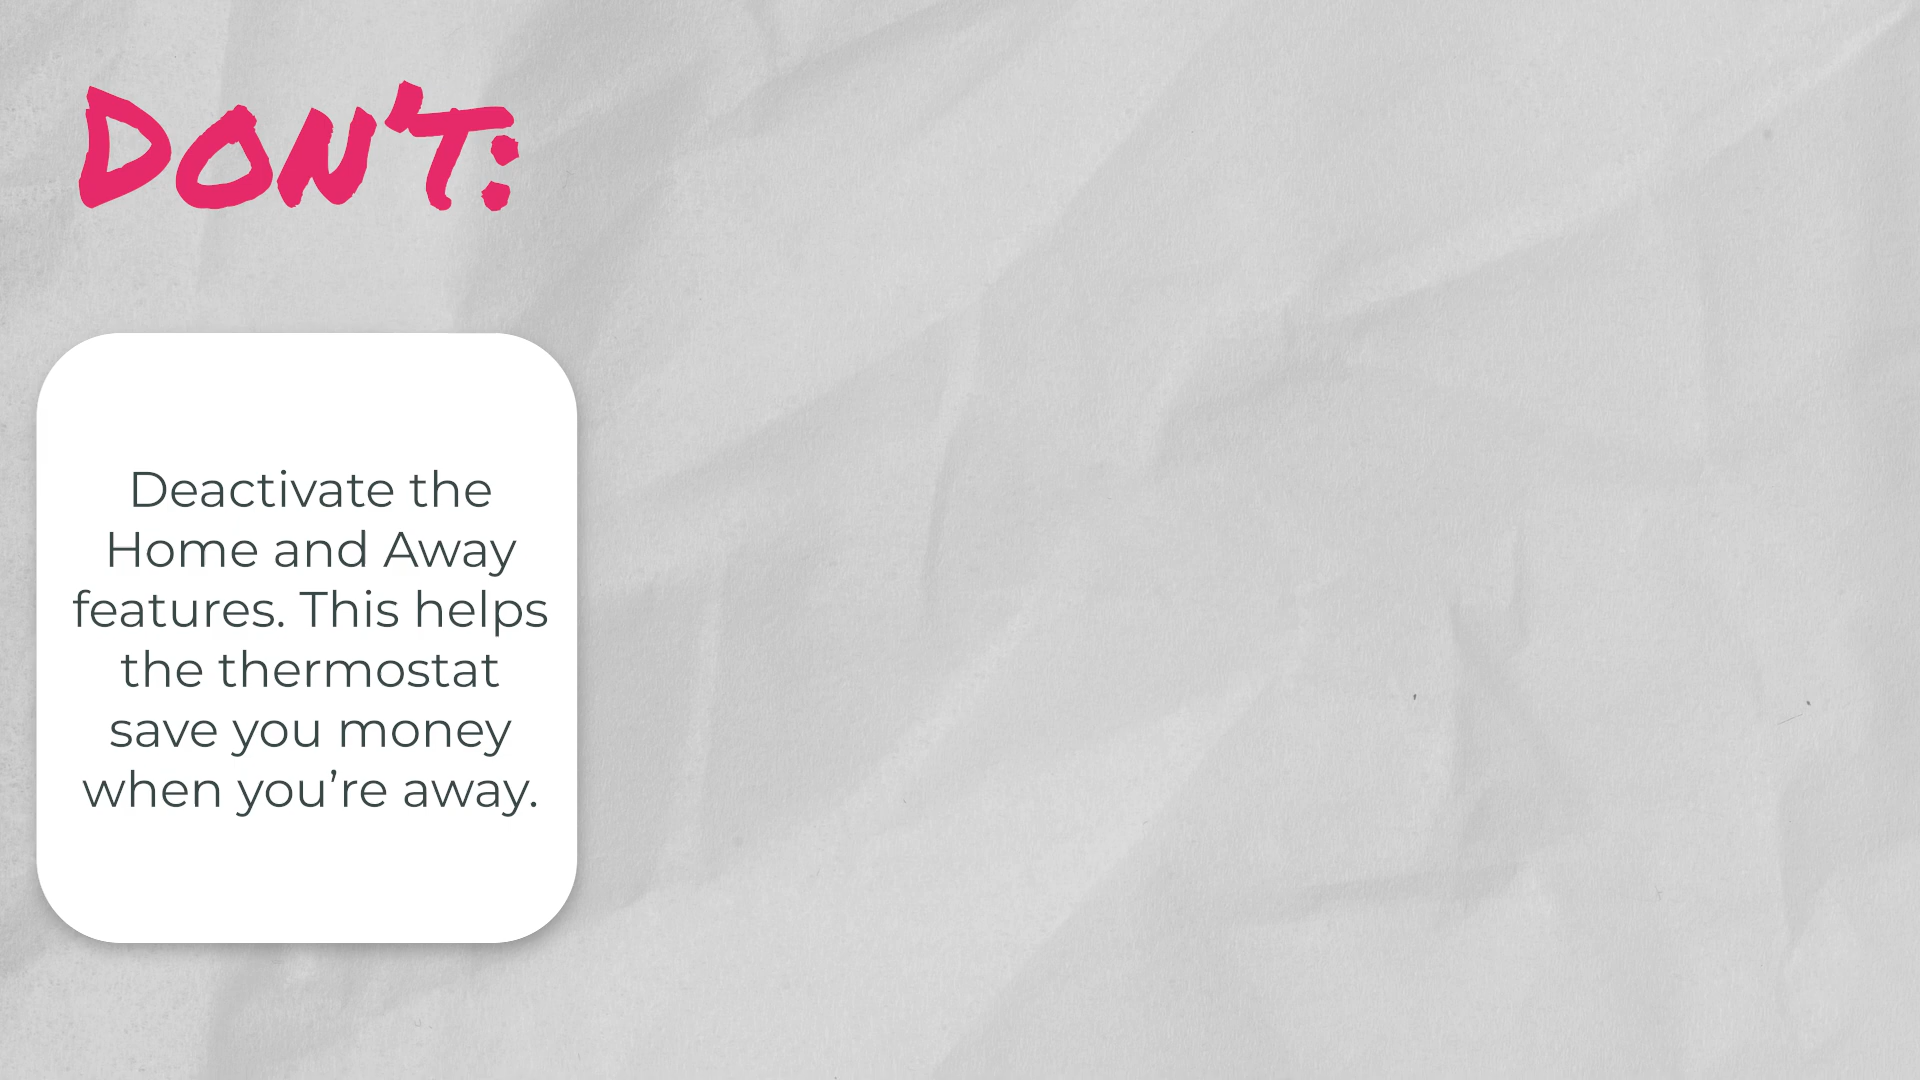 DON'T:
Deactivate the
Home and Away
features. This helps
the thermostat
save you money
when you’re away.